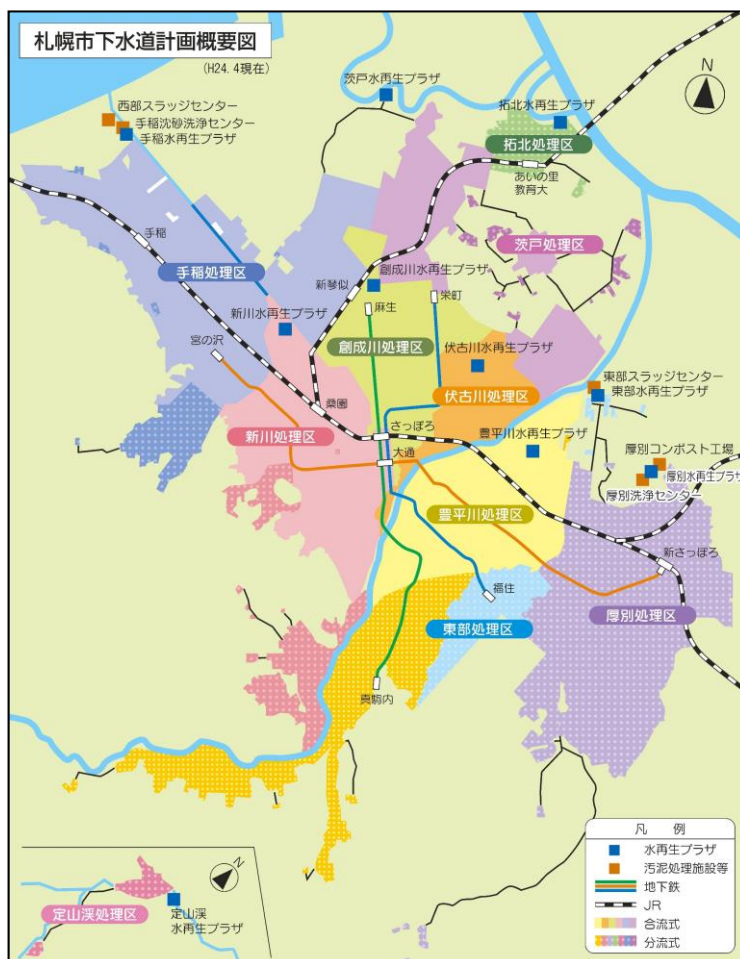 札幌市下水道計画概要図
(H24.4現在)
N
茨戸水再生プラザ
拓北水再生プラザ
西部スラッジセンター
手稲沈砂洗浄センター
手稲水再生プラザ
拓北処理区
あいの里
教育大
手稲
茨戸処理区
手稲処理区
新琴似
創成川水再生プラザ
麻生
栄町
新川水再生プラザ
宮の沢
創成川処理区
伏古川水再生プラザ
東部スラッジセンター
東部水再生プラザ
伏古川処理区
桑園
新川処理区
さっぽろ
豊平川水再生プラザ
大通
厚別コンポスト工場
厚別水再生プラザ
厚別洗浄センター
豊平川処理区
新さっぽろ
福住
厚別処理区
東部処理区
真駒内
凡 例
水再生プラザ
汚泥処理施設等
地下鉄
JR
合流式
分流式
N
定山渓処理区
定山渓
水再生プラザ